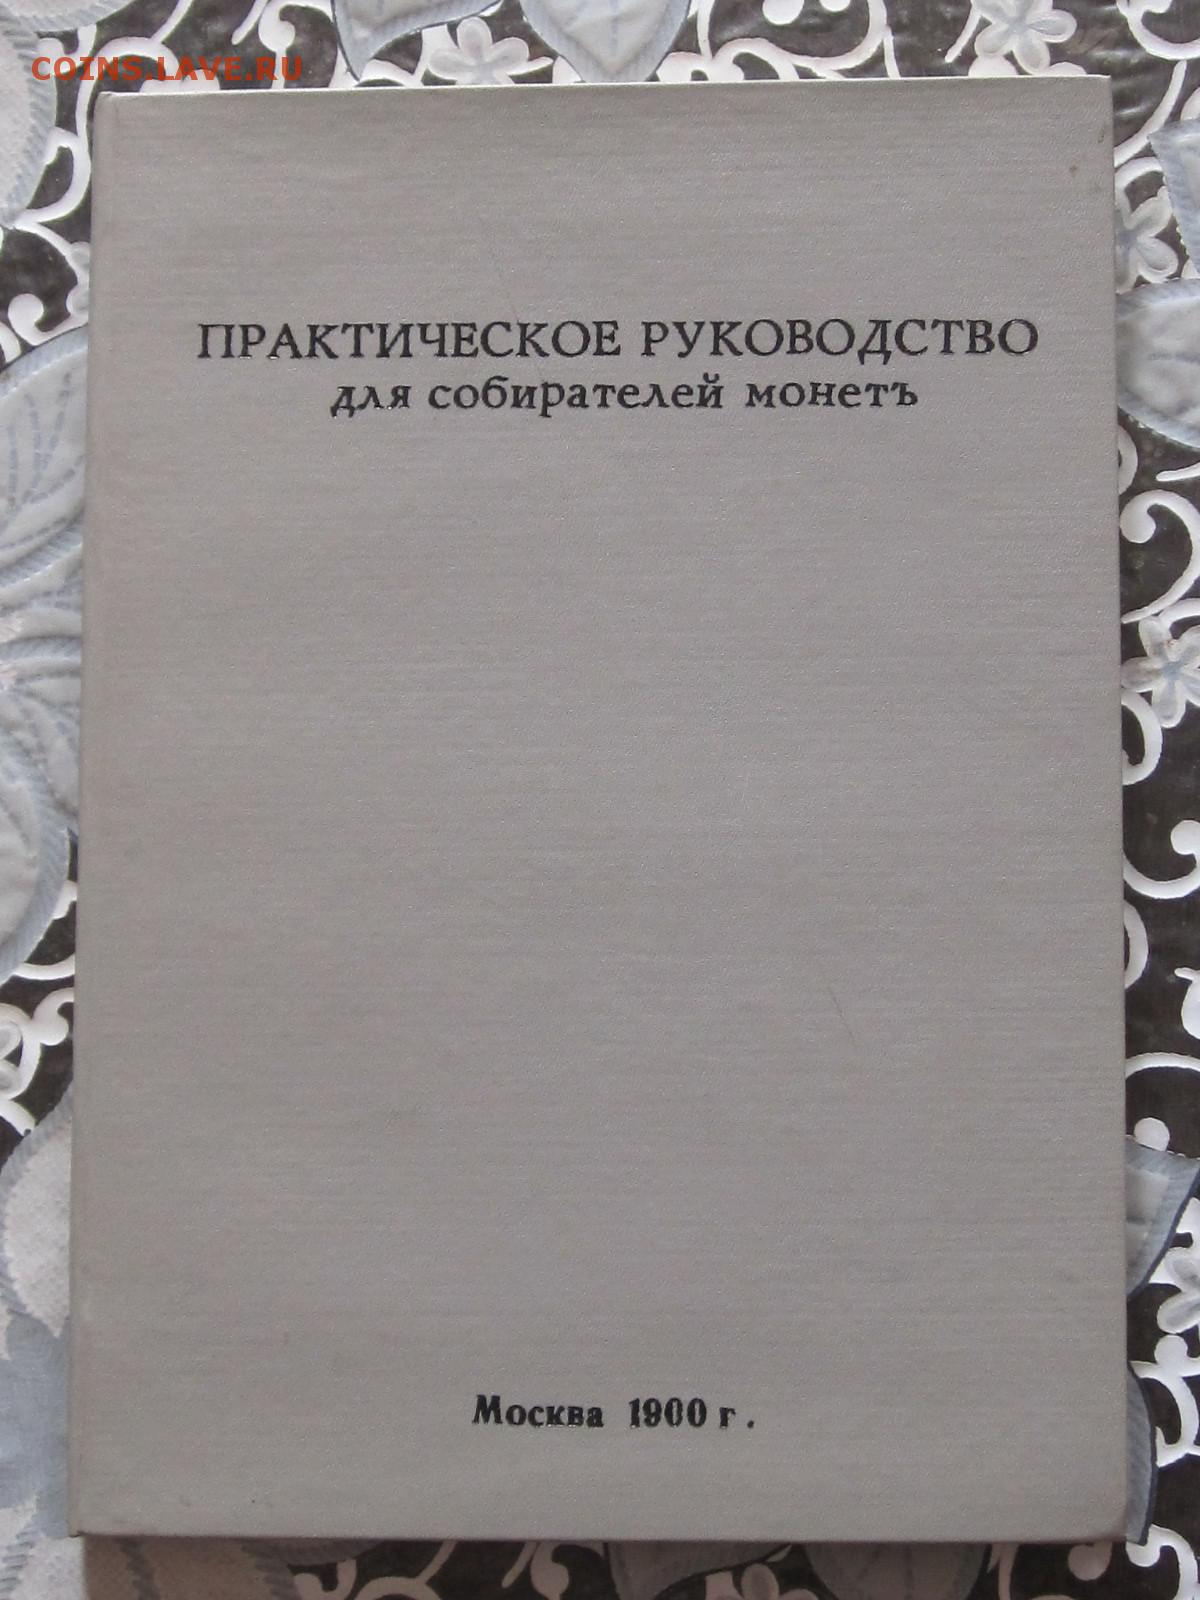 COINS.LAVE.RU
ПРАКТИЧЕСКОЕ РУКОВОДСТВО
для собирателей монетъ
Москва 1900 г.